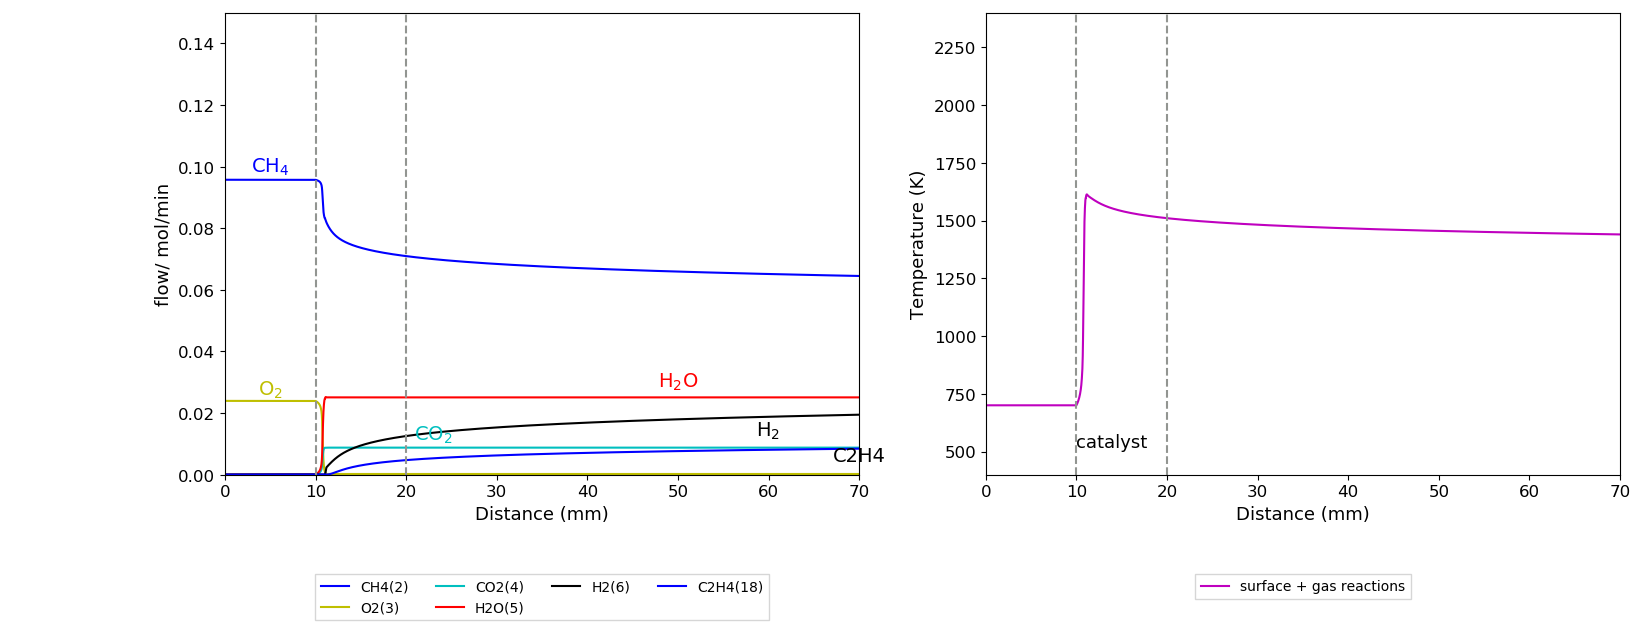 flow/ mol/min
0.14
0.12
0.10
0.08
0.06
0.04
0.02
0.00
CH₄
O₂
H₂O
CO₂
H₂
C2H4
0 10 20 30 40 50 60 70
Distance (mm)
CH4(2) CO2(4) H2(6) C2H4(18)
O2(3) H2O(5)
Temperature (K)
2250
2000
1750
1500
1250
1000
750
500
catalyst
0 10 20 30 40 50 60 70
Distance (mm)
surface + gas reactions